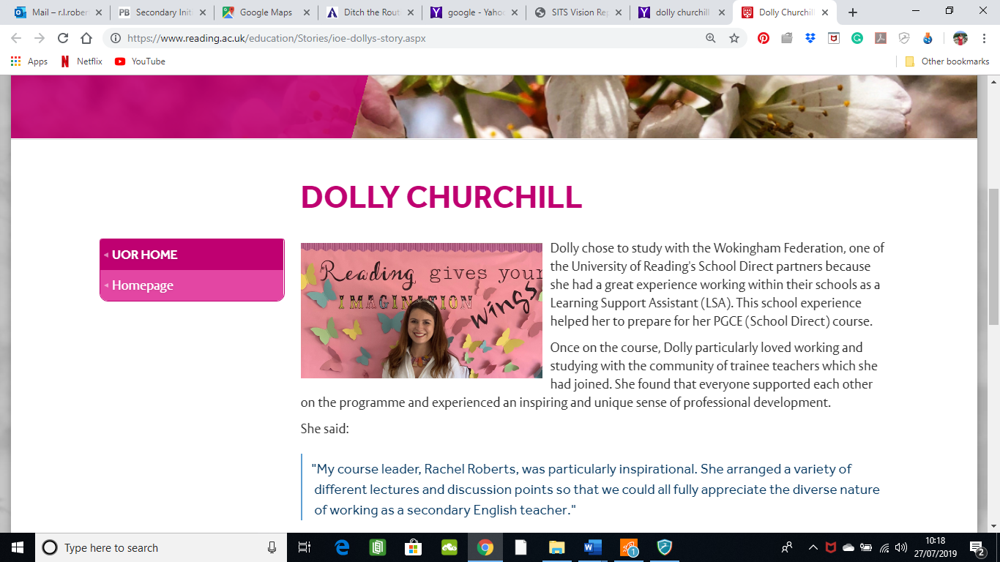 Mail – r.l.rober
Secondary Initi
Google Maps
Ditch the Rout
google - Yahoo
SITS Vision Rep
dolly churchill
Dolly Churchill
https://www.reading.ac.uk/education/Stories/ioe-dollys-story.aspx
Apps
Netflix
YouTube
Other bookmarks
DOLLY CHURCHILL
UOR HOME
Homepage
Reading gives your
IMAGINATION
wings
Dolly chose to study with the Wokingham Federation, one of
the University of Reading's School Direct partners because
she had a great experience working within their schools as a
Learning Support Assistant (LSA). This school experience
helped her to prepare for her PGCE (School Direct) course.
Once on the course, Dolly particularly loved working and
studying with the community of trainee teachers which she
had joined. She found that everyone supported each other
on the programme and experienced an inspiring and unique sense of professional development.
She said:
"My course leader, Rachel Roberts, was particularly inspirational. She arranged a variety of
different lectures and discussion points so that we could all fully appreciate the diverse nature
of working as a secondary English teacher."
Type here to search
10:18
27/07/2019